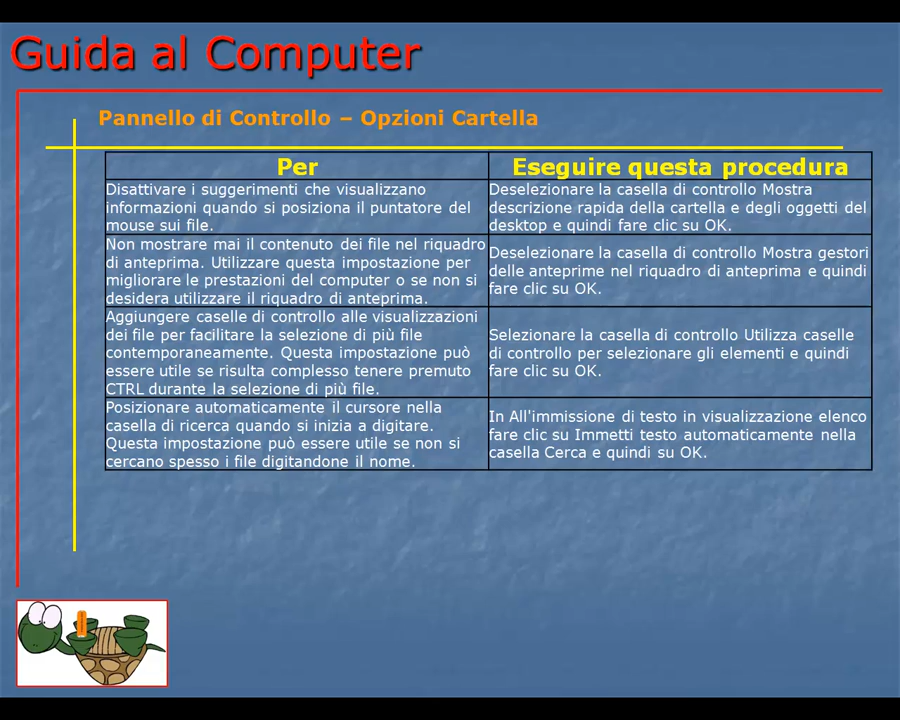 Guida al Computer
Pannello di Controllo – Opzioni Cartella
Per
Eseguire questa procedura
Disattivare i suggerimenti che visualizzano
informazioni quando si posiziona il puntatore del
mouse sui file.
Deselezionare la casella di controllo Mostra
descrizione rapida della cartella e degli oggetti del
desktop e quindi fare clic su OK.
Non mostrare mai il contenuto dei file nel riquadro
di anteprima. Utilizzare questa impostazione per
migliorare le prestazioni del computer o se non si
desidera utilizzare il riquadro di anteprima.
Deselezionare la casella di controllo Mostra gestori
delle anteprime nel riquadro di anteprima e quindi
fare clic su OK.
Aggiungere caselle di controllo alle visualizzazioni
dei file per facilitare la selezione di più file
contemporaneamente. Questa impostazione può
essere utile se risulta complesso tenere premuto
CTRL durante la selezione di più file.
Selezionare la casella di controllo Utilizza caselle
di controllo per selezionare gli elementi e quindi
fare clic su OK.
Posizionare automaticamente il cursore nella
casella di ricerca quando si inizia a digitare.
Questa impostazione può essere utile se non si
cercano spesso i file digitandone il nome.
In All'immissione di testo in visualizzazione elenco
fare clic su Immetti testo automaticamente nella
casella Cerca e quindi su OK.